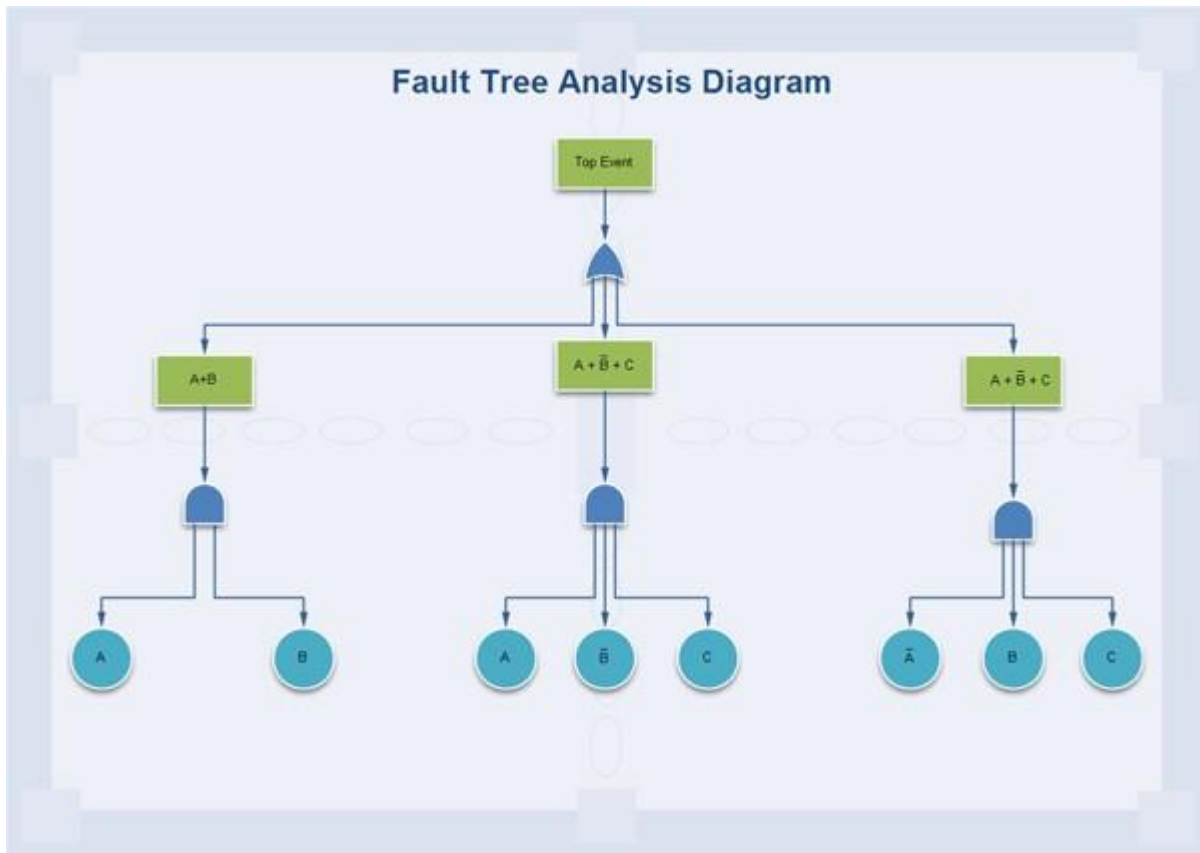 Fault Tree Analysis Diagram
Top Event
A+B
A + B̅ + C
A + B̅ + C
A
B
A
B̅
C
A̅
B
C